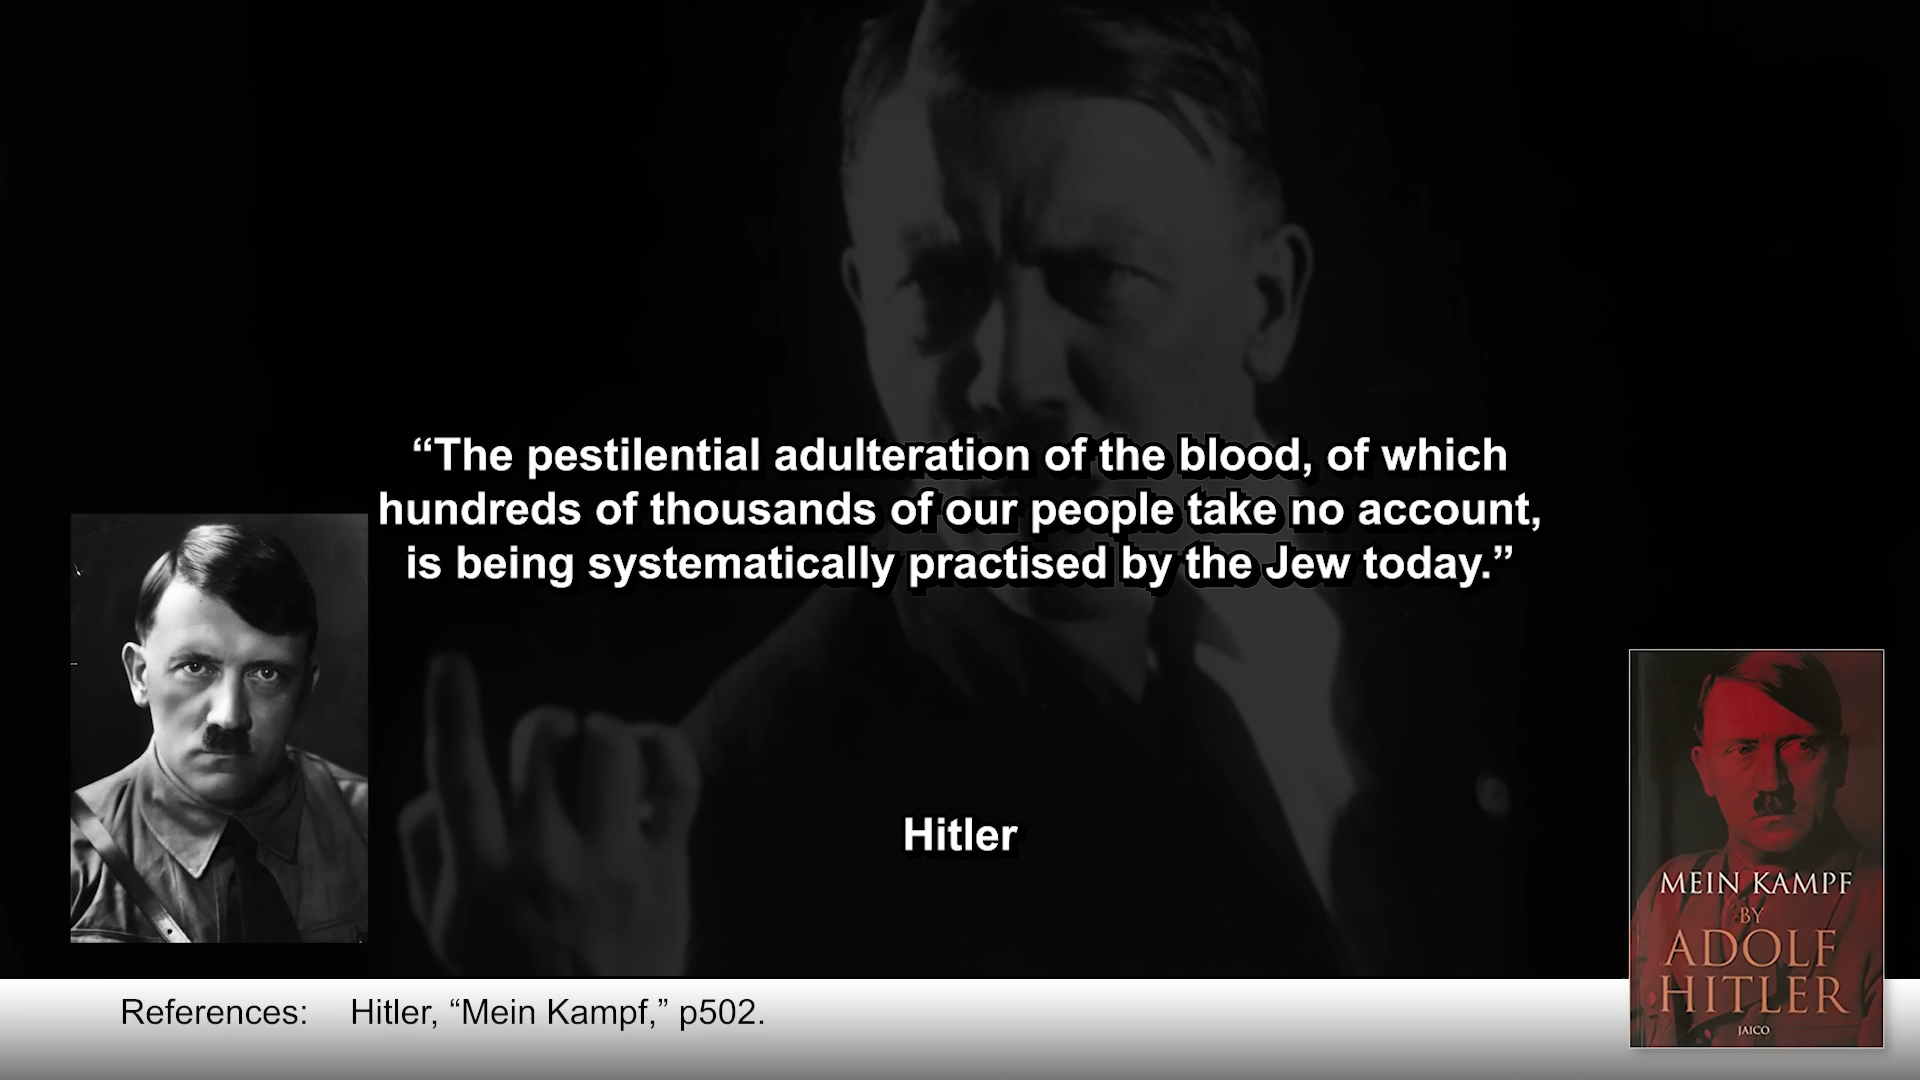 “The pestilential adulteration of the blood, of which
hundreds of thousands of our people take no account,
is being systematically practised by the Jew today.”
Hitler
MEIN KAMPF
BY
ADOLF
HITLER
JAICO
References: Hitler, “Mein Kampf,” p502.